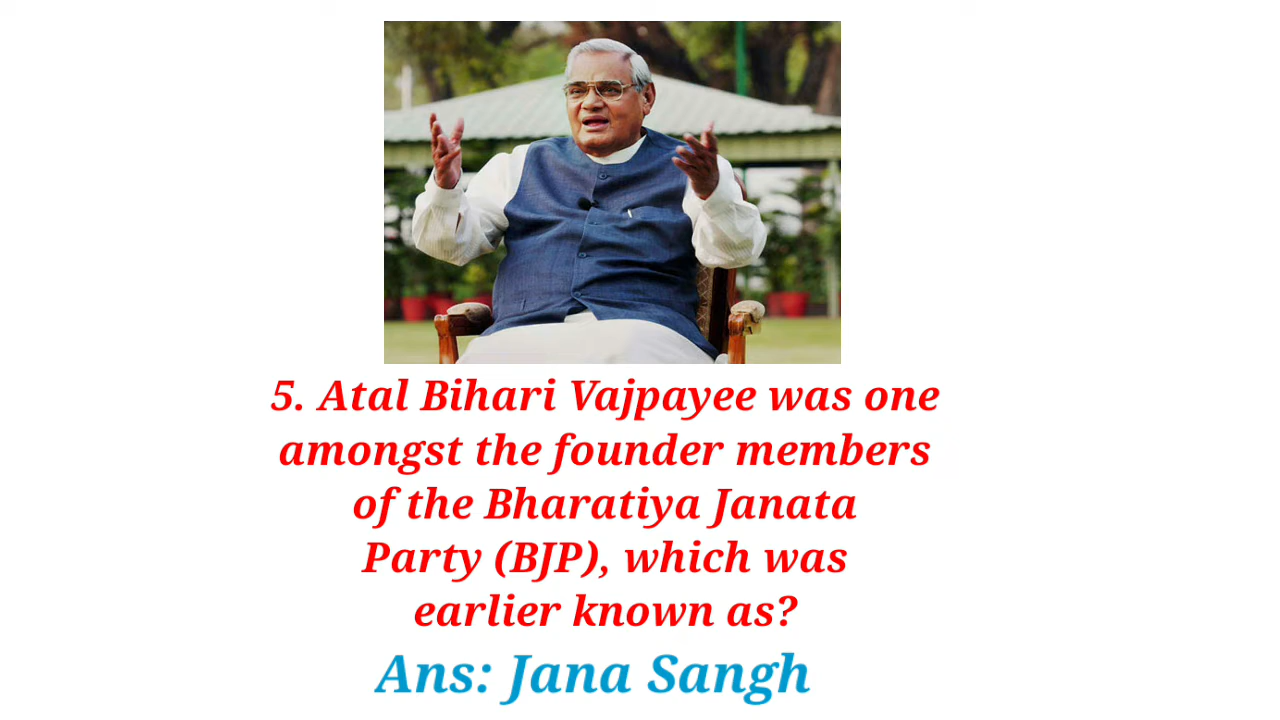 5. Atal Bihari Vajpayee was one
amongst the founder members
of the Bharatiya Janata
Party (BJP), which was
earlier known as?
Ans: Jana Sangh